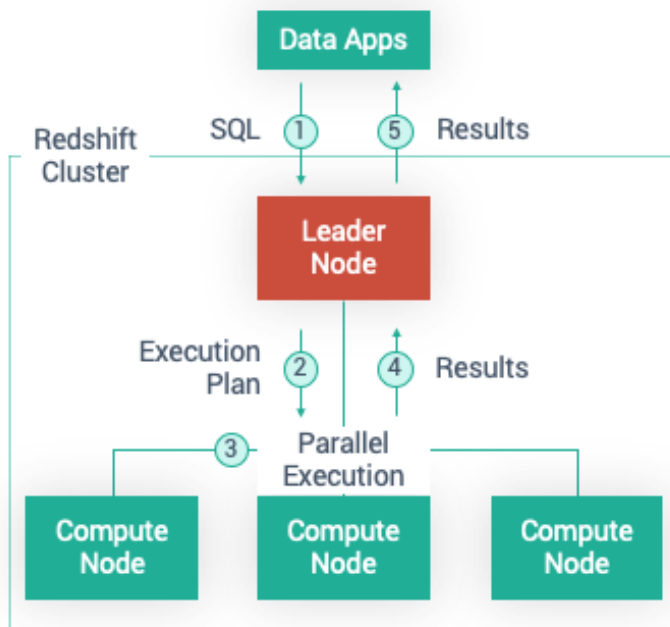 Data Apps
SQL
1
5
Results
Redshift
Cluster
Leader
Node
Execution
Plan
2
4
Results
3
Parallel
Execution
Compute
Node
Compute
Node
Compute
Node